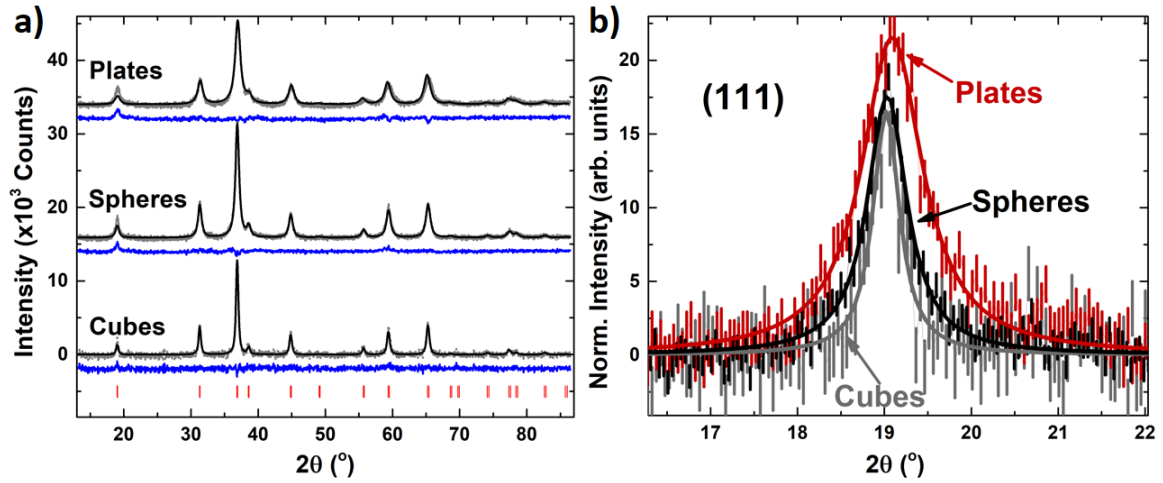 a)
Intensity (x10³ Counts)
40
30
20
10
0
Plates
Spheres
Cubes
20 30 40 50 60 70 80
2θ (°)
b)
Norm. Intensity (arb. units)
20
15
10
5
0
(111)
Plates
Spheres
Cubes
17 18 19 20 21 22
2θ (°)